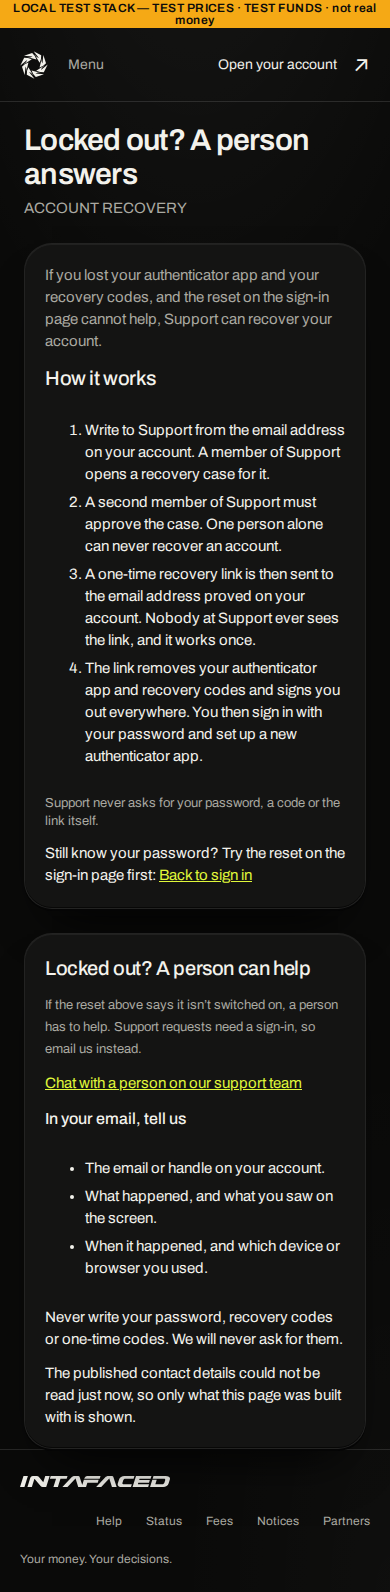 LOCAL TEST STACK — TEST PRICES · TEST FUNDS · not real
money
Menu
Open your account
Locked out? A person
answers
ACCOUNT RECOVERY
If you lost your authenticator app and your
recovery codes, and the reset on the sign-in
page cannot help, Support can recover your
account.
How it works
1. Write to Support from the email address
on your account. A member of Support
opens a recovery case for it.
2. A second member of Support must
approve the case. One person alone
can never recover an account.
3. A one-time recovery link is then sent to
the email address proved on your
account. Nobody at Support ever sees
the link, and it works once.
4. The link removes your authenticator
app and recovery codes and signs you
out everywhere. You then sign in with
your password and set up a new
authenticator app.
Support never asks for your password, a code or the
link itself.
Still know your password? Try the reset on the
sign-in page first: Back to sign in
Locked out? A person can help
If the reset above says it isn't switched on, a person
has to help. Support requests need a sign-in, so
email us instead.
Chat with a person on our support team
In your email, tell us
• The email or handle on your account.
• What happened, and what you saw on
the screen.
• When it happened, and which device or
browser you used.
Never write your password, recovery codes
or one-time codes. We will never ask for them.
The published contact details could not be
read just now, so only what this page was built
with is shown.
INTAFACED
Help Status Fees Notices Partners
Your money. Your decisions.